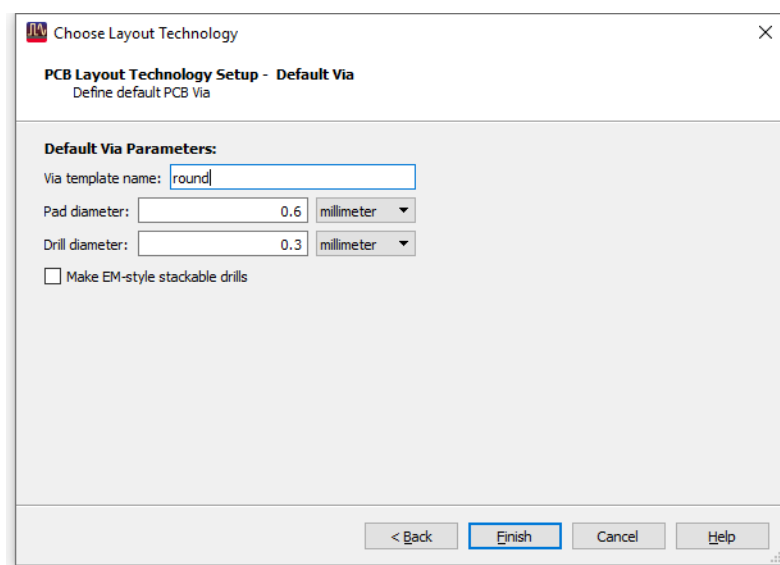 Choose Layout Technology
PCB Layout Technology Setup - Default Via
Define default PCB Via
Default Via Parameters:
Via template name: round
Pad diameter: 0.6 millimeter
Drill diameter: 0.3 millimeter
Make EM-style stackable drills
< Back Finish Cancel Help